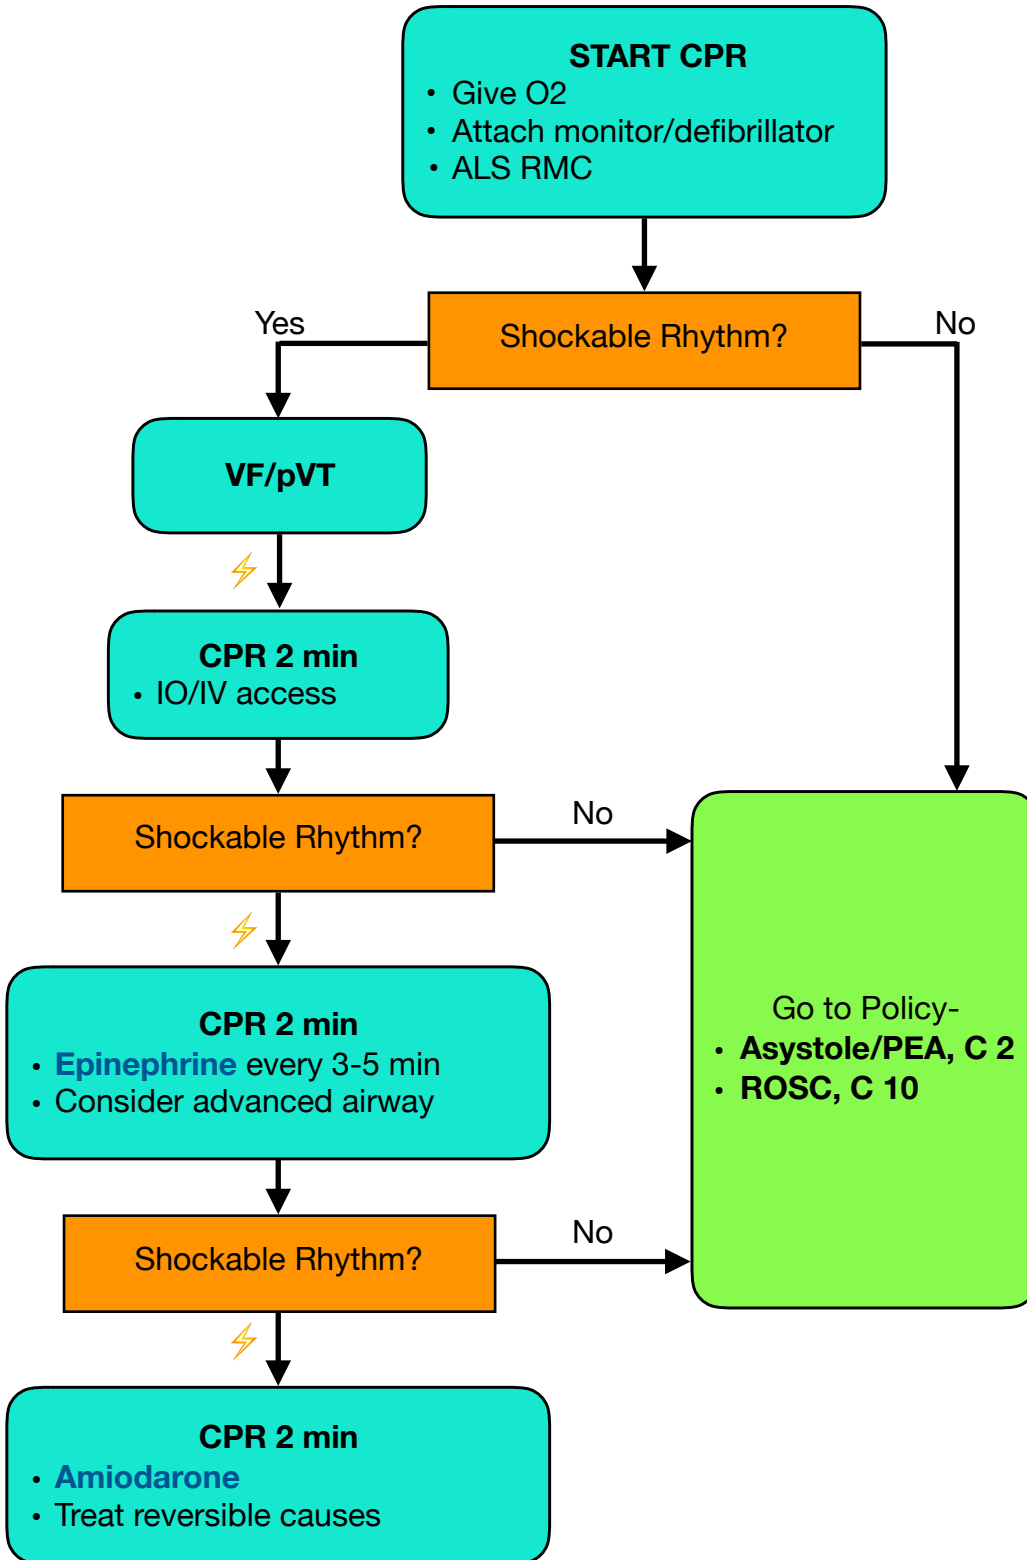 START CPR
• Give O2
• Attach monitor/defibrillator
• ALS RMC
Shockable Rhythm?
Yes
No
VF/pVT
CPR 2 min
• IO/IV access
Shockable Rhythm?
No
CPR 2 min
• Epinephrine every 3-5 min
• Consider advanced airway
Go to Policy-
• Asystole/PEA, C 2
• ROSC, C 10
Shockable Rhythm?
No
CPR 2 min
• Amiodarone
• Treat reversible causes